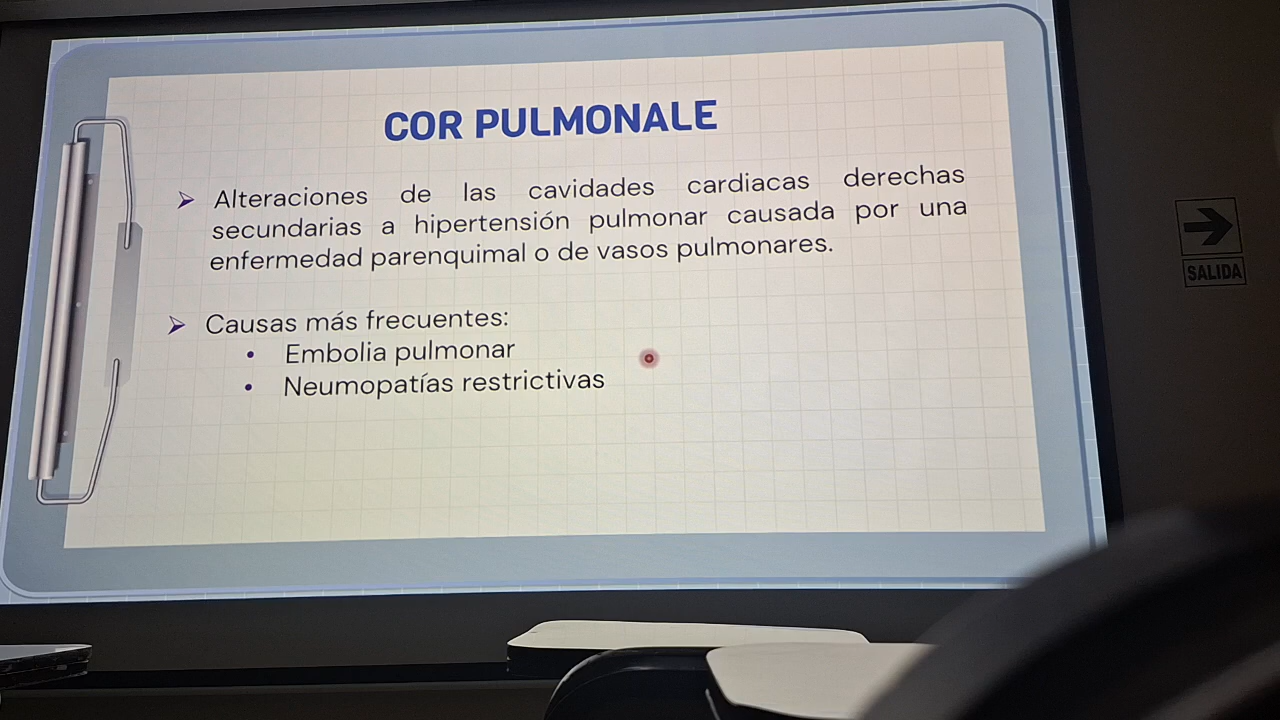 COR PULMONALE
➢ Alteraciones de las cavidades cardiacas derechas
secundarias a hipertensión pulmonar causada por una
enfermedad parenquimal o de vasos pulmonares.
➢ Causas más frecuentes:
• Embolia pulmonar
• Neumopatías restrictivas
SALIDA